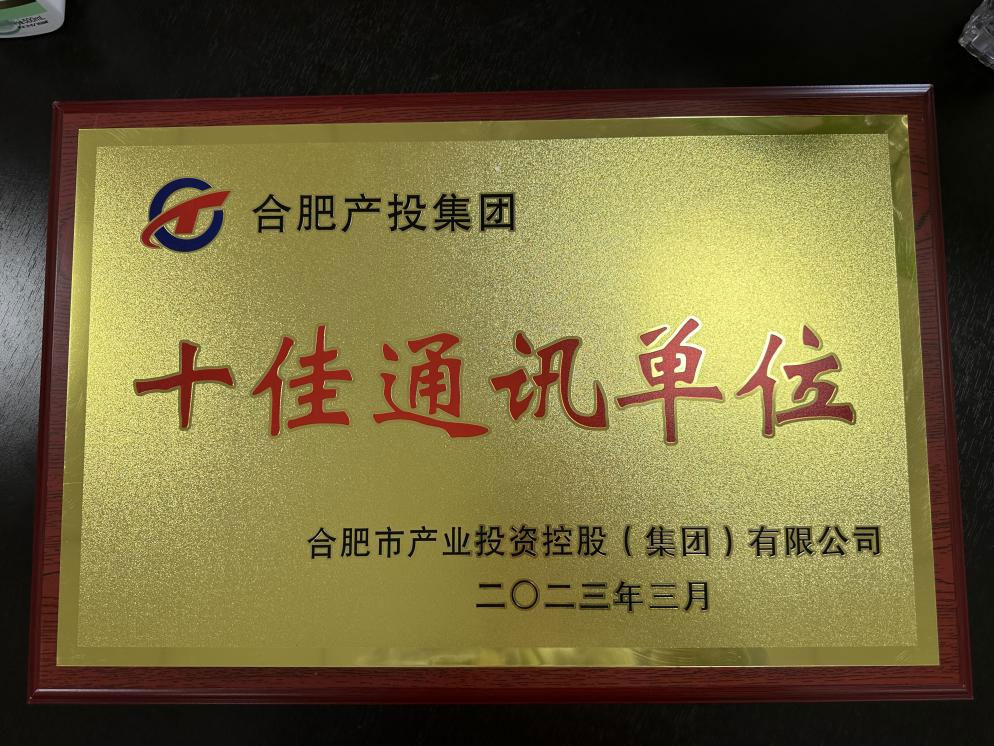 合肥产投集团
十佳通讯单位
合肥市产业投资控股（集团）有限公司
二〇二三年三月